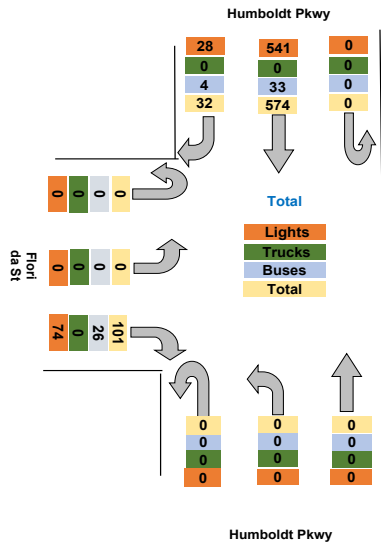 Humboldt Pkwy
28 541 0
0 0 0
4 33 0
32 574 0
0 0 0 0
Total
Lights
Trucks
Buses
Total
Flori
da St
0 0 0 0
74 0 26 101
0 0 0
0 0 0
0 0 0
0 0 0
Humboldt Pkwy